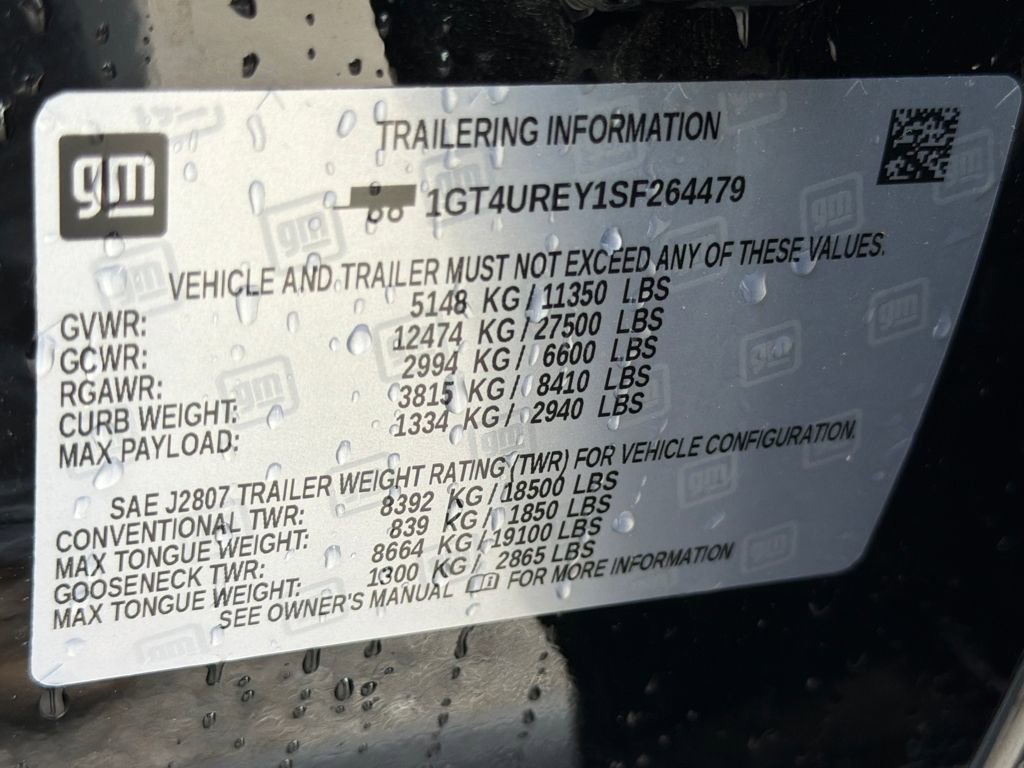 gm
TRAILERING INFORMATION
1GT4UREY1SF264479
VEHICLE AND TRAILER MUST NOT EXCEED ANY OF THESE VALUES.
GVWR: 5148 KG / 11350 LBS
GCWR: 12474 KG / 27500 LBS
RGAWR: 2994 KG / 6600 LBS
CURB WEIGHT: 3815 KG / 8410 LBS
MAX PAYLOAD: 1334 KG / 2940 LBS
SAE J2807 TRAILER WEIGHT RATING (TWR) FOR VEHICLE CONFIGURATION.
CONVENTIONAL TWR: 8392 KG / 18500 LBS
MAX TONGUE WEIGHT: 839 KG / 1850 LBS
GOOSENECK TWR: 8664 KG / 19100 LBS
MAX TONGUE WEIGHT: 1300 KG / 2865 LBS
SEE OWNER'S MANUAL FOR MORE INFORMATION